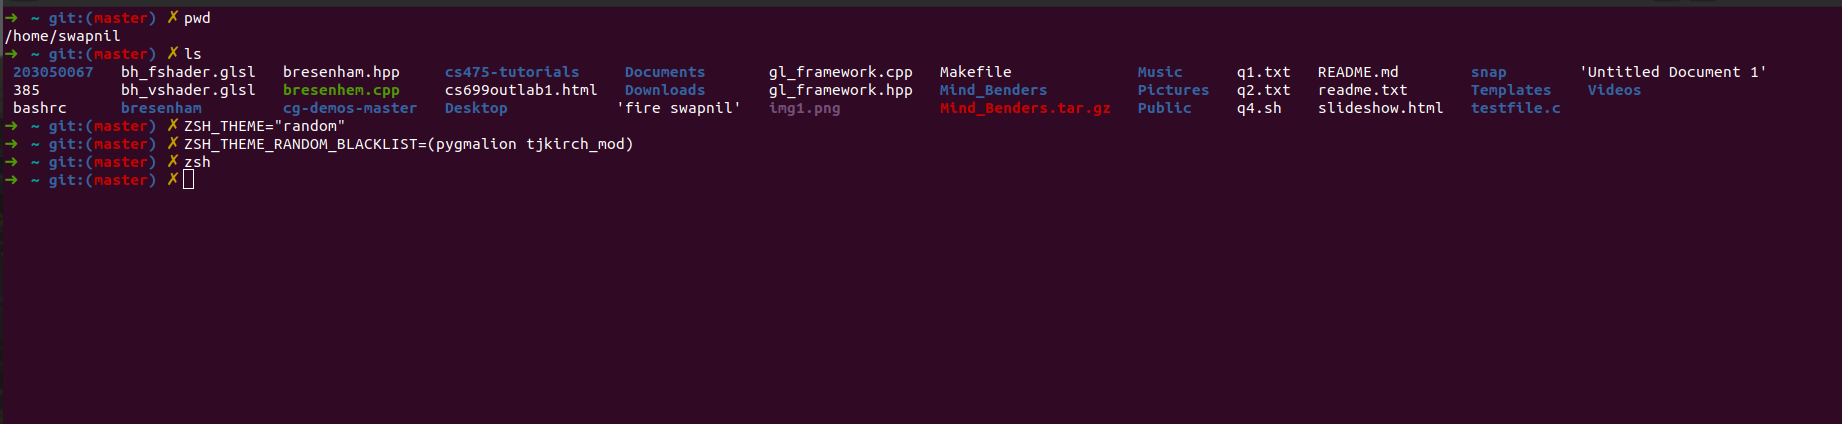 ➜  ~ git:(master) ✗ pwd
/home/swapnil
➜  ~ git:(master) ✗ ls
203050067   bh_fshader.glsl   bresenham.hpp   cs475-tutorials   Documents   gl_framework.cpp   Makefile   Music   q1.txt   README.md   snap   'Untitled Document 1'
385   bh_vshader.glsl   bresenhem.cpp   cs699outlab1.html   Downloads   gl_framework.hpp   Mind_Benders   Pictures   q2.txt   readme.txt   Templates   Videos
bashrc   bresenham   cg-demos-master   Desktop   'fire swapnil'   img1.png   Mind_Benders.tar.gz   Public   q4.sh   slideshow.html   testfile.c
➜  ~ git:(master) ✗ ZSH_THEME="random"
➜  ~ git:(master) ✗ ZSH_THEME_RANDOM_BLACKLIST=(pygmalion tjkirch_mod)
➜  ~ git:(master) ✗ zsh
➜  ~ git:(master) ✗